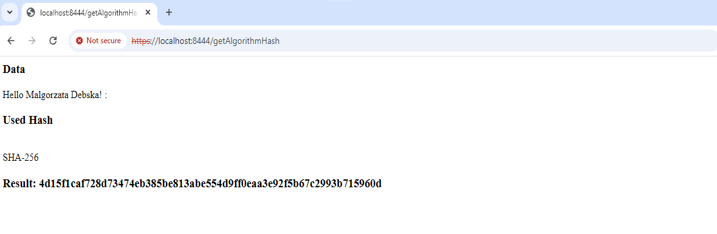 localhost:8444/getAlgorithmHa
Not secure
https://localhost:8444/getAlgorithmHash
Data
Hello Malgorzata Debska! :
Used Hash
SHA-256
Result: 4d15f1caf728d73474eb385be813abe554d9ff0eaa3e92f5b67c2993b715960d